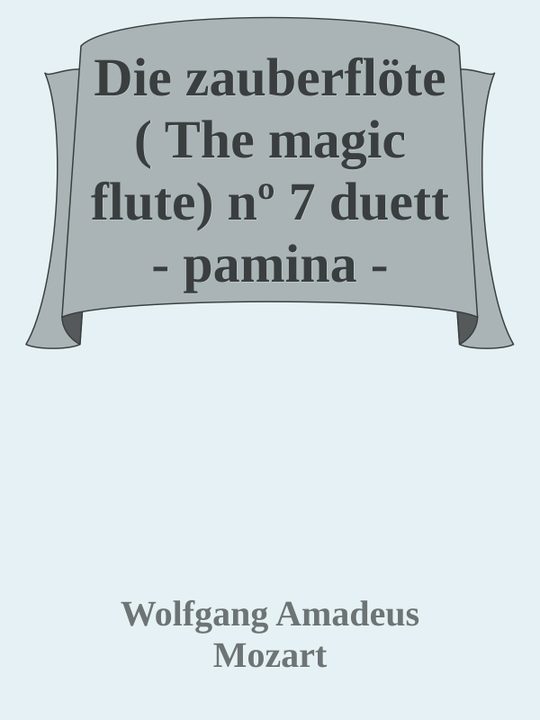 Die zauberflöte
( The magic
flute) nº 7 duett
- pamina -
Wolfgang Amadeus
Mozart